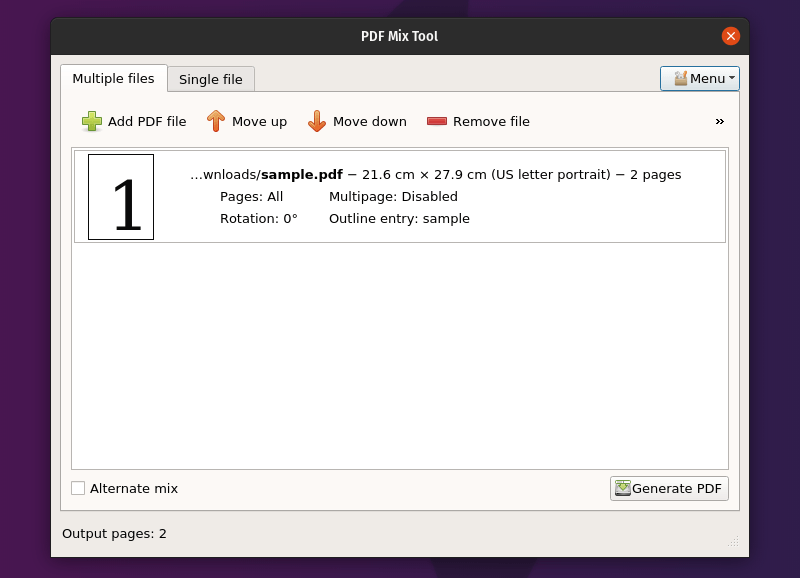 PDF Mix Tool
Multiple files
Single file
Menu
Add PDF file
Move up
Move down
Remove file
»
1
...wnloads/sample.pdf − 21.6 cm × 27.9 cm (US letter portrait) − 2 pages
Pages: All
Multipage: Disabled
Rotation: 0°
Outline entry: sample
Alternate mix
Generate PDF
Output pages: 2